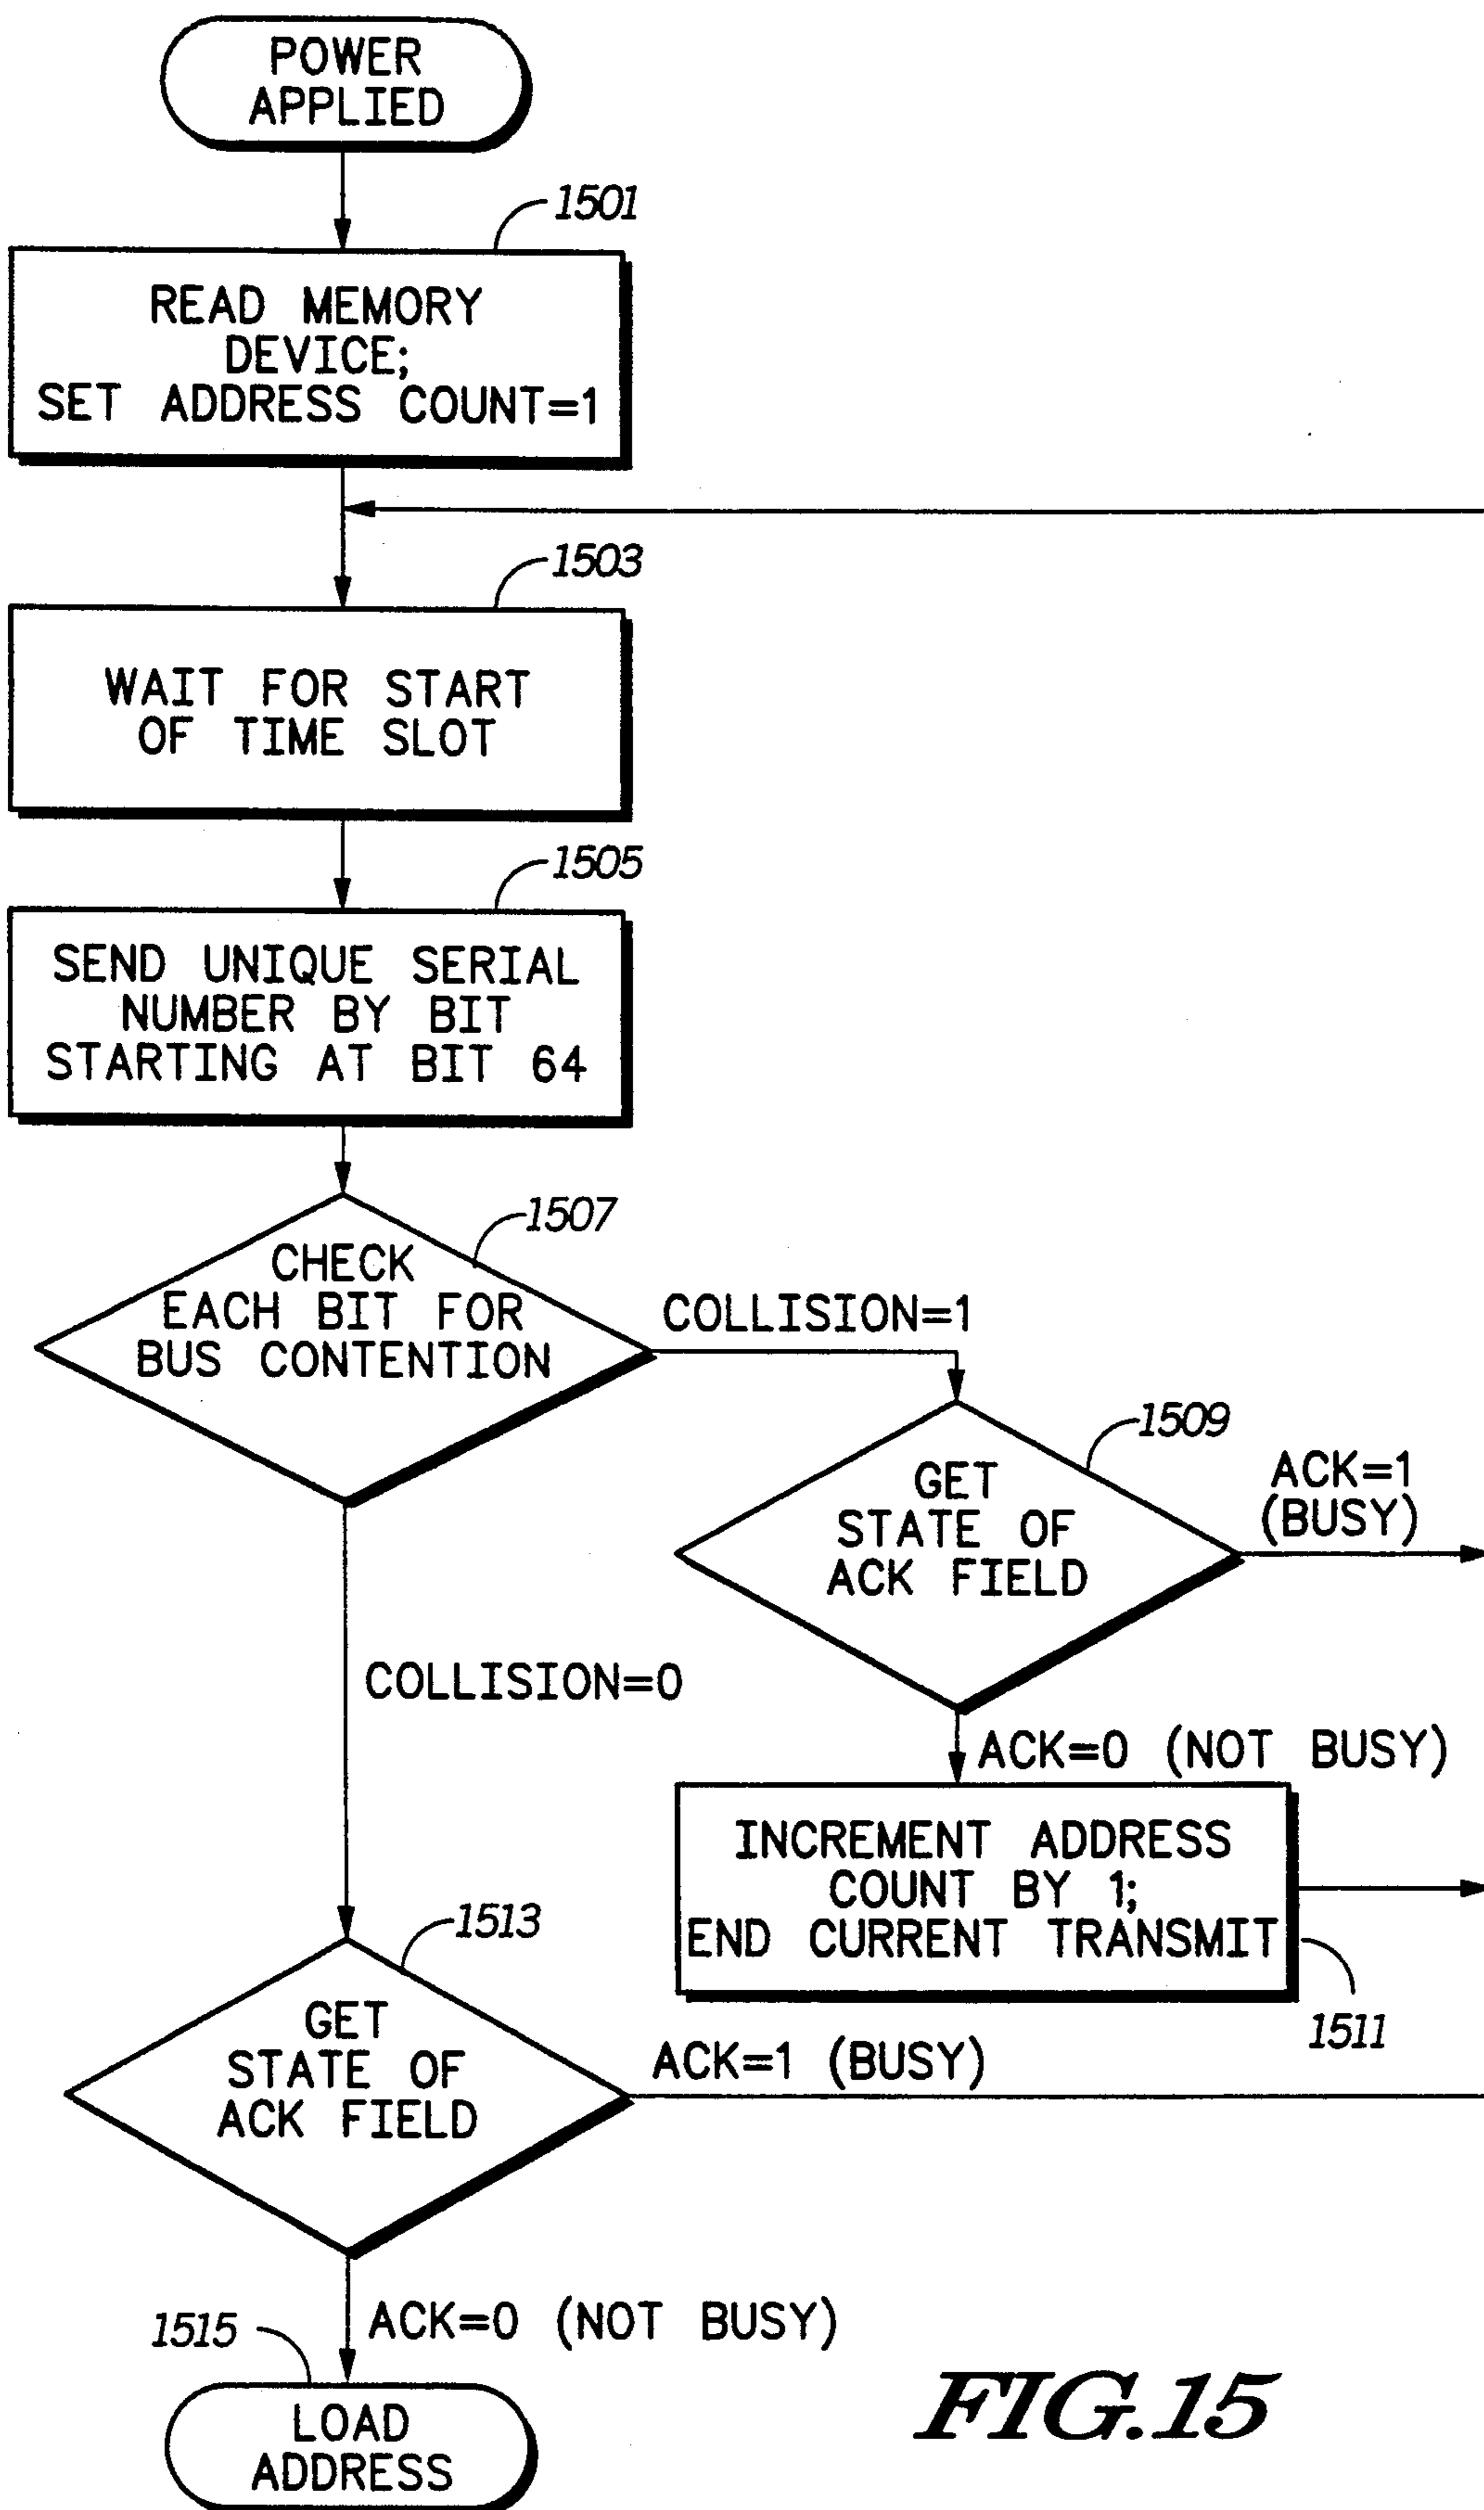 POWER
APPLIED
1501
READ MEMORY
DEVICE;
SET ADDRESS COUNT=1
1503
WAIT FOR START
OF TIME SLOT
1505
SEND UNIQUE SERIAL
NUMBER BY BIT
STARTING AT BIT 64
1507
CHECK
EACH BIT FOR
BUS CONTENTION
COLLISION=1
1509
GET
STATE OF
ACK FIELD
ACK=1
(BUSY)
COLLISION=0
ACK=0 (NOT BUSY)
INCREMENT ADDRESS
COUNT BY 1;
END CURRENT TRANSMIT
1511
1513
GET
STATE OF
ACK FIELD
ACK=1 (BUSY)
ACK=0 (NOT BUSY)
1515
LOAD
ADDRESS
FIG.15